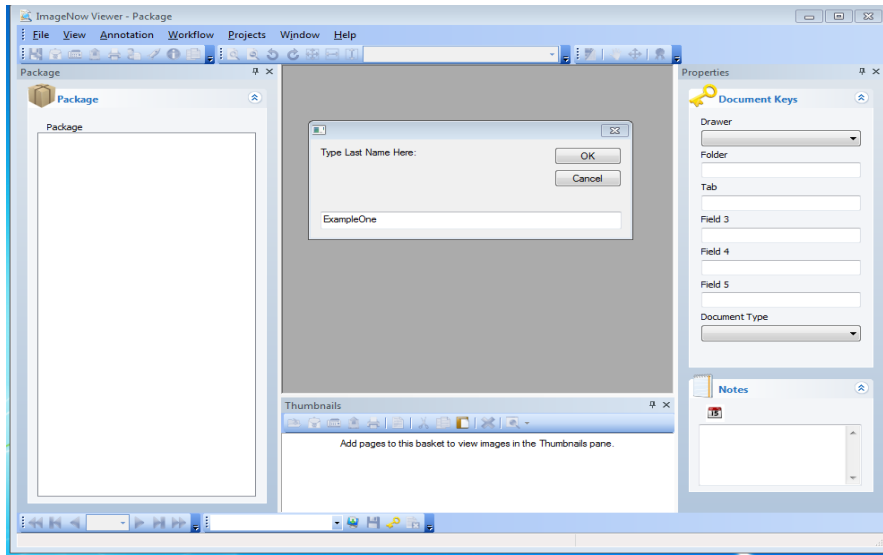 ImageNow Viewer - Package
File View Annotation Workflow Projects Window Help
Package
Package
Package
Type Last Name Here:
OK
Cancel
ExampleOne
Thumbnails
Add pages to this basket to view images in the Thumbnails pane.
Properties
Document Keys
Drawer
Folder
Tab
Field 3
Field 4
Field 5
Document Type
Notes
15